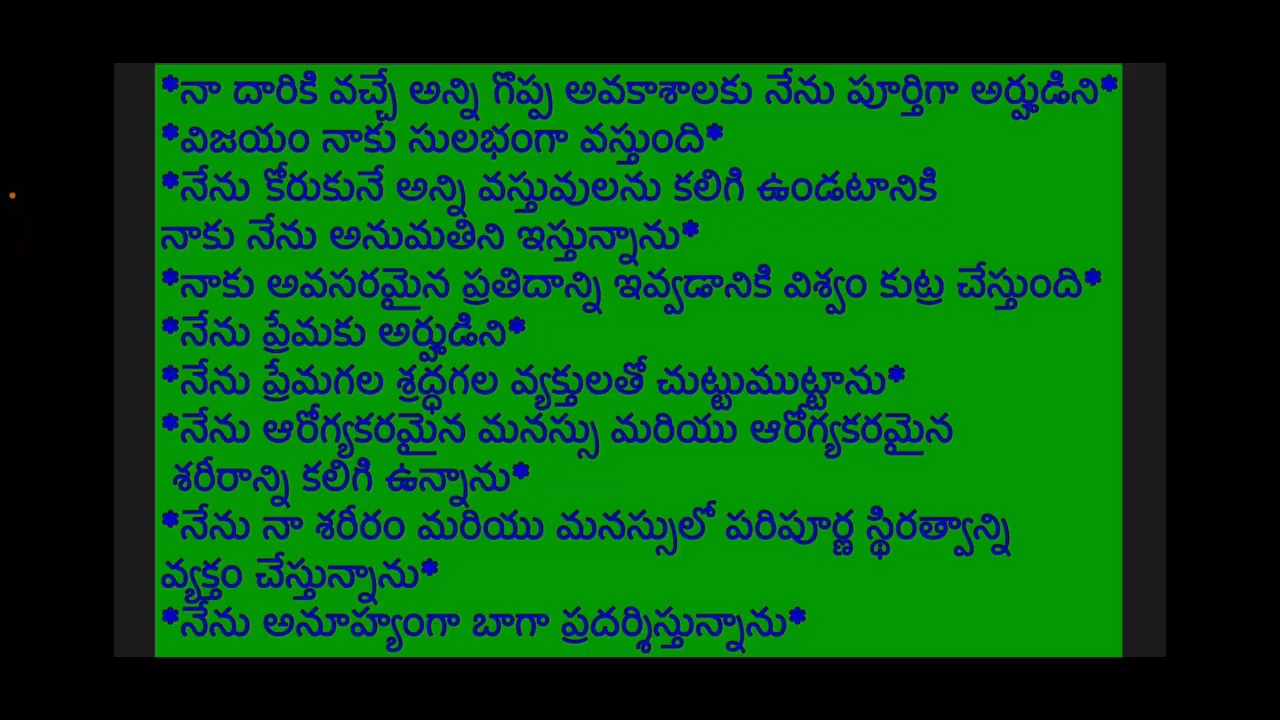 *నా దారికి వచ్చే అన్ని గొప్ప అవకాశాలకు నేను పూర్తిగా అర్హుడిని*
*విజయం నాకు సులభంగా వస్తుంది*
*నేను కోరుకునే అన్ని వస్తువులను కలిగి ఉండటానికి
నాకు నేను అనుమతిని ఇస్తున్నాను*
*నాకు అవసరమైన ప్రతిదాన్ని ఇవ్వడానికి విశ్వం కుట్ర చేస్తుంది*
*నేను ప్రేమకు అర్హుడిని*
*నేను ప్రేమగల శ్రద్ధగల వ్యక్తులతో చుట్టుముట్టాను*
*నేను ఆరోగ్యకరమైన మనస్సు మరియు ఆరోగ్యకరమైన
శరీరాన్ని కలిగి ఉన్నాను*
*నేను నా శరీరం మరియు మనస్సులో పరిపూర్ణ స్థిరత్వాన్ని
వ్యక్తం చేస్తున్నాను*
*నేను అనూహ్యంగా బాగా ప్రదర్శిస్తున్నాను*